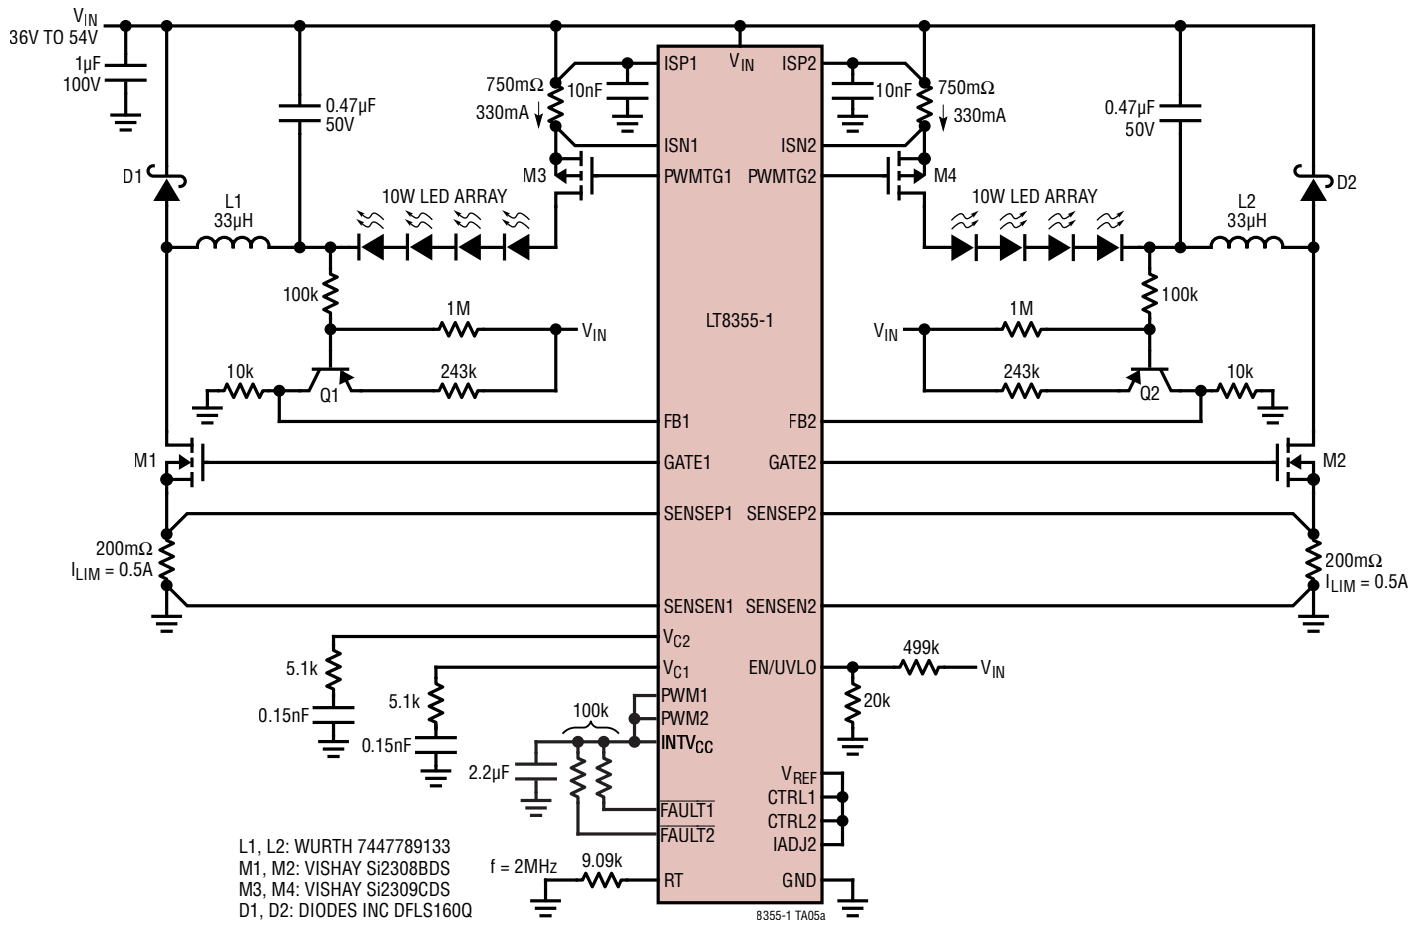 VIN
36V TO 54V
1µF
100V
0.47µF
50V
750mΩ
330mA
10nF
ISP1
VIN
ISP2
10nF
750mΩ
330mA
0.47µF
50V
ISN1
ISN2
D1
M3
PWMTG1
PWMTG2
M4
D2
L1
33µH
10W LED ARRAY
10W LED ARRAY
L2
33µH
100k
1M
VIN
LT8355-1
VIN
1M
100k
10k
Q1
243k
243k
Q2
10k
FB1
FB2
M1
GATE1
GATE2
M2
SENSEP1
SENSEP2
200mΩ
ILIM = 0.5A
200mΩ
ILIM = 0.5A
SENSEN1
SENSEN2
VC2
5.1k
0.15nF
VC1
5.1k
0.15nF
EN/UVLO
499k
VIN
20k
PWM1
PWM2
100k
INTVCC
2.2µF
VREF
CTRL1
FAULT1
CTRL2
FAULT2
IADJ2
L1, L2: WURTH 7447789133
M1, M2: VISHAY Si2308BDS
M3, M4: VISHAY Si2309CDS
D1, D2: DIODES INC DFLS160Q
f = 2MHz
9.09k
RT
GND
8355-1 TA05a